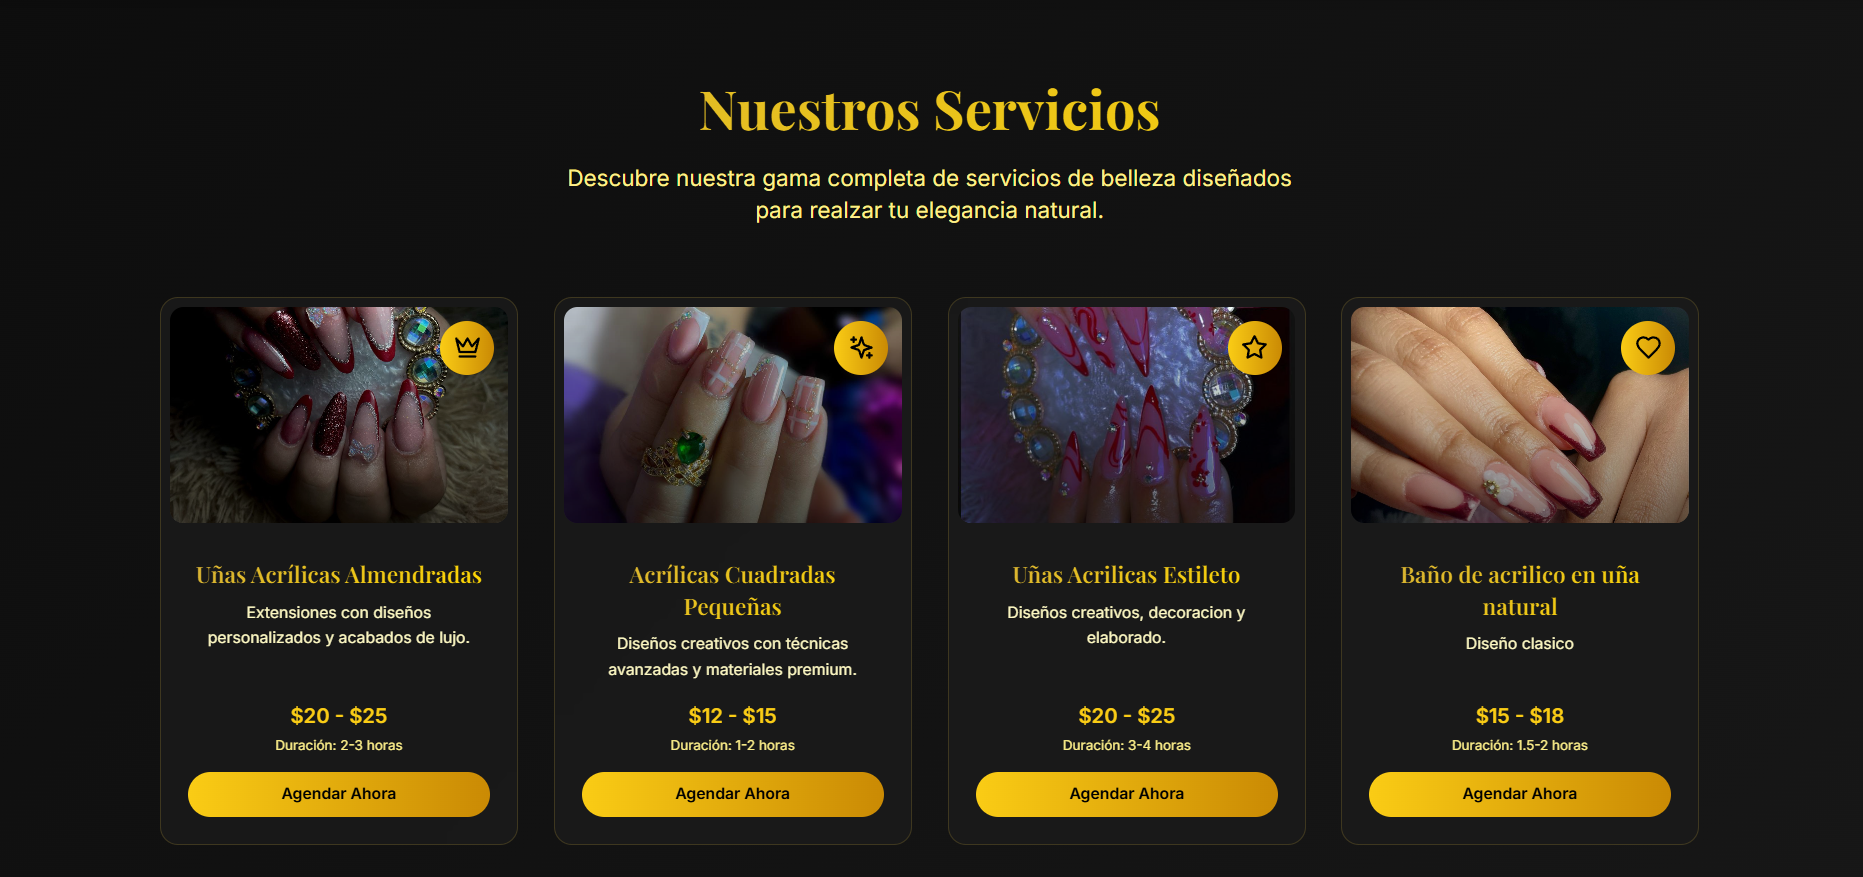 Nuestros Servicios
Descubre nuestra gama completa de servicios de belleza diseñados
para realzar tu elegancia natural.
Uñas Acrílicas Almendradas
Extensiones con diseños
personalizados y acabados de lujo.
$20 - $25
Duración: 2-3 horas
Agendar Ahora
Acrílicas Cuadradas
Pequeñas
Diseños creativos con técnicas
avanzadas y materiales premium.
$12 - $15
Duración: 1-2 horas
Agendar Ahora
Uñas Acrilicas Estileto
Diseños creativos, decoracion y
elaborado.
$20 - $25
Duración: 3-4 horas
Agendar Ahora
Baño de acrilico en uña
natural
Diseño clasico
$15 - $18
Duración: 1.5-2 horas
Agendar Ahora